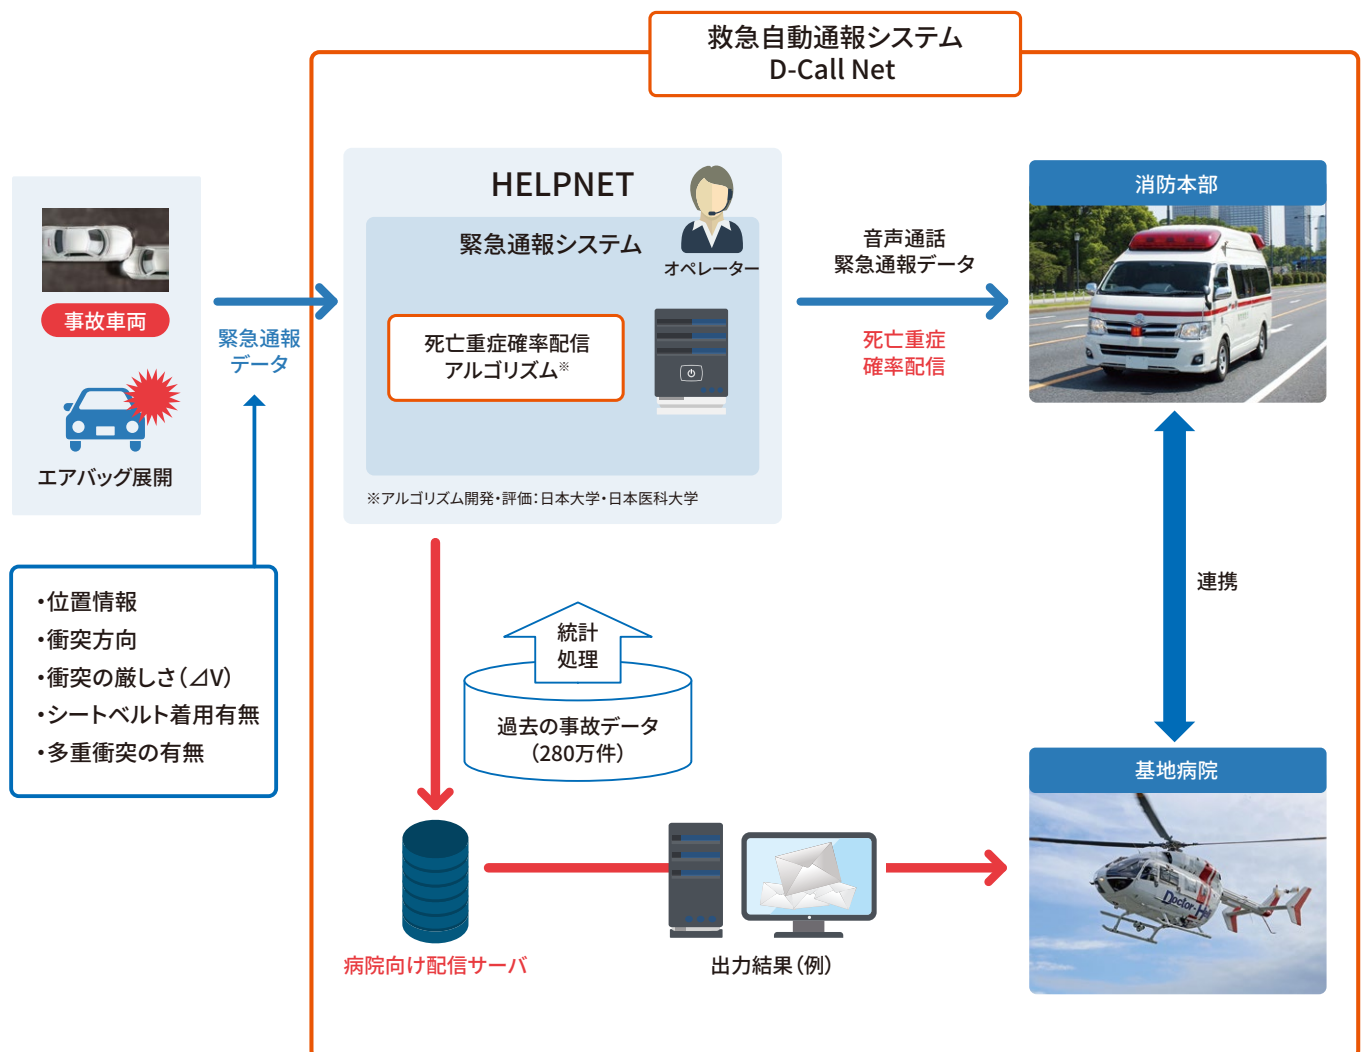 救急自動通報システム
D-Call Net
HELPNET
緊急通報システム
オペレーター
死亡重症確率配信
アルゴリズム※
※アルゴリズム開発・評価：日本大学・日本医科大学
事故車両
エアバッグ展開
緊急通報
データ
・位置情報
・衝突方向
・衝突の厳しさ（⊿V）
・シートベルト着用有無
・多重衝突の有無
音声通話
緊急通報データ
死亡重症
確率配信
消防本部
連携
統計
処理
過去の事故データ
（280万件）
病院向け配信サーバ
出力結果（例）
基地病院